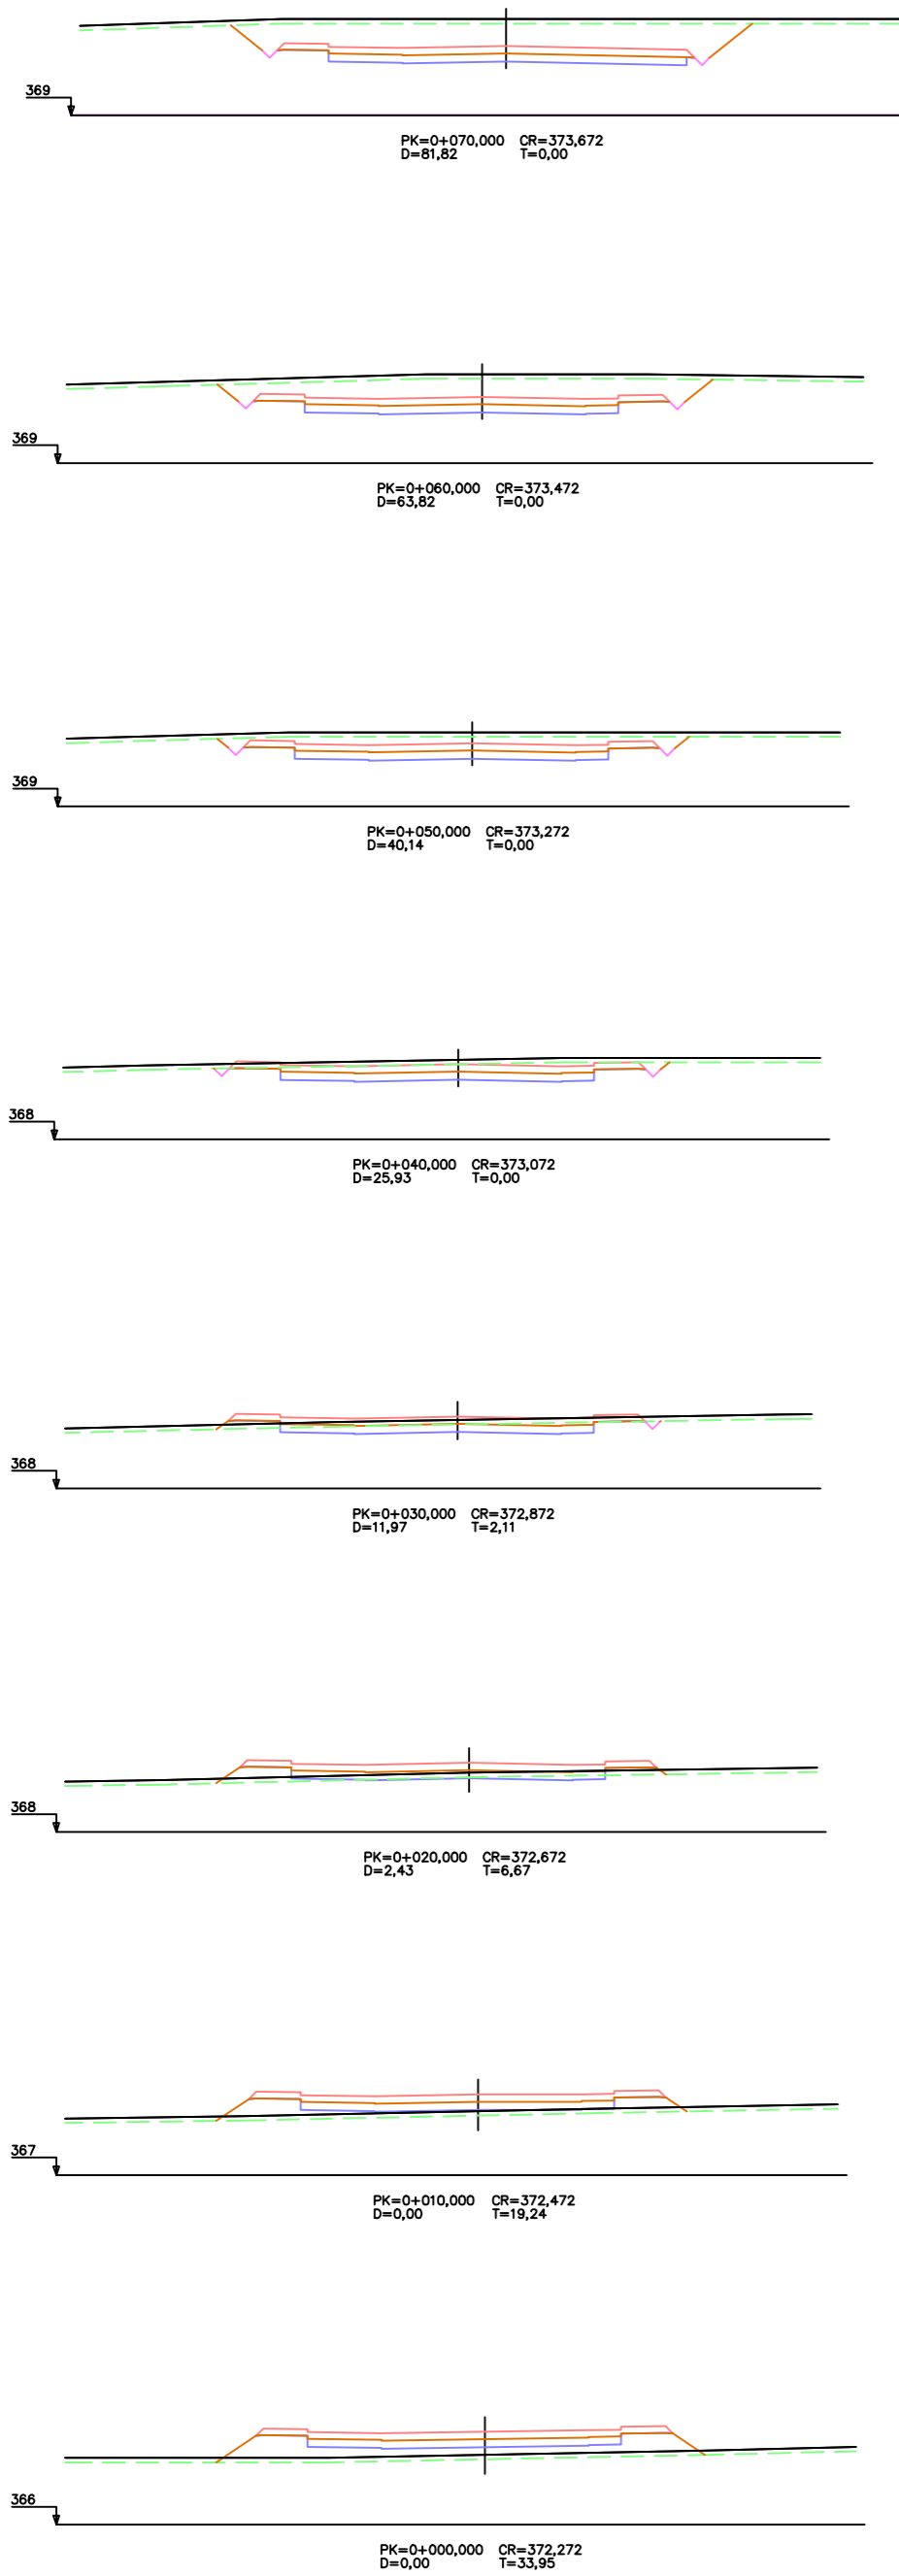 369
PK=0+070,000 CR=373,672
D=81,82 T=0,00
369
PK=0+060,000 CR=373,472
D=63,82 T=0,00
369
PK=0+050,000 CR=373,272
D=40,14 T=0,00
368
PK=0+040,000 CR=373,072
D=25,93 T=0,00
368
PK=0+030,000 CR=372,872
D=11,97 T=2,11
368
PK=0+020,000 CR=372,672
D=2,43 T=6,67
367
PK=0+010,000 CR=372,472
D=0,00 T=19,24
366
PK=0+000,000 CR=372,272
D=0,00 T=33,95